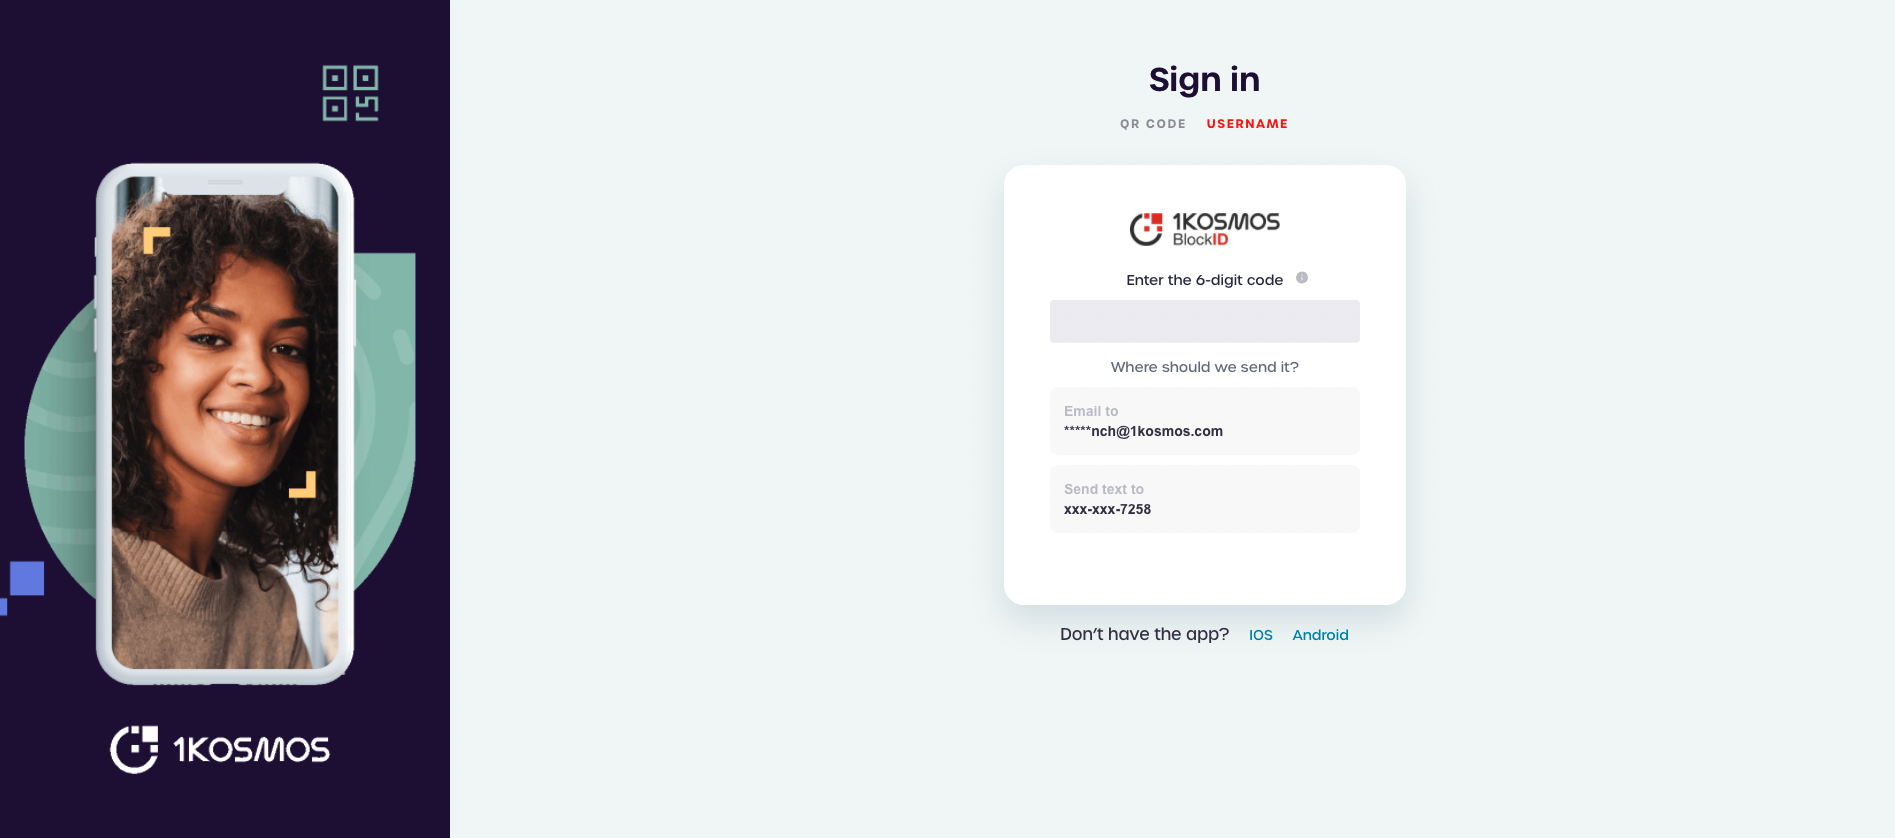 Sign in
QR CODE USERNAME
1KOSMOS
BlockID
Enter the 6-digit code
Where should we send it?
Email to
*****nch@1kosmos.com
Send text to
xxx-xxx-7258
Don't have the app? IOS Android
1KOSMOS